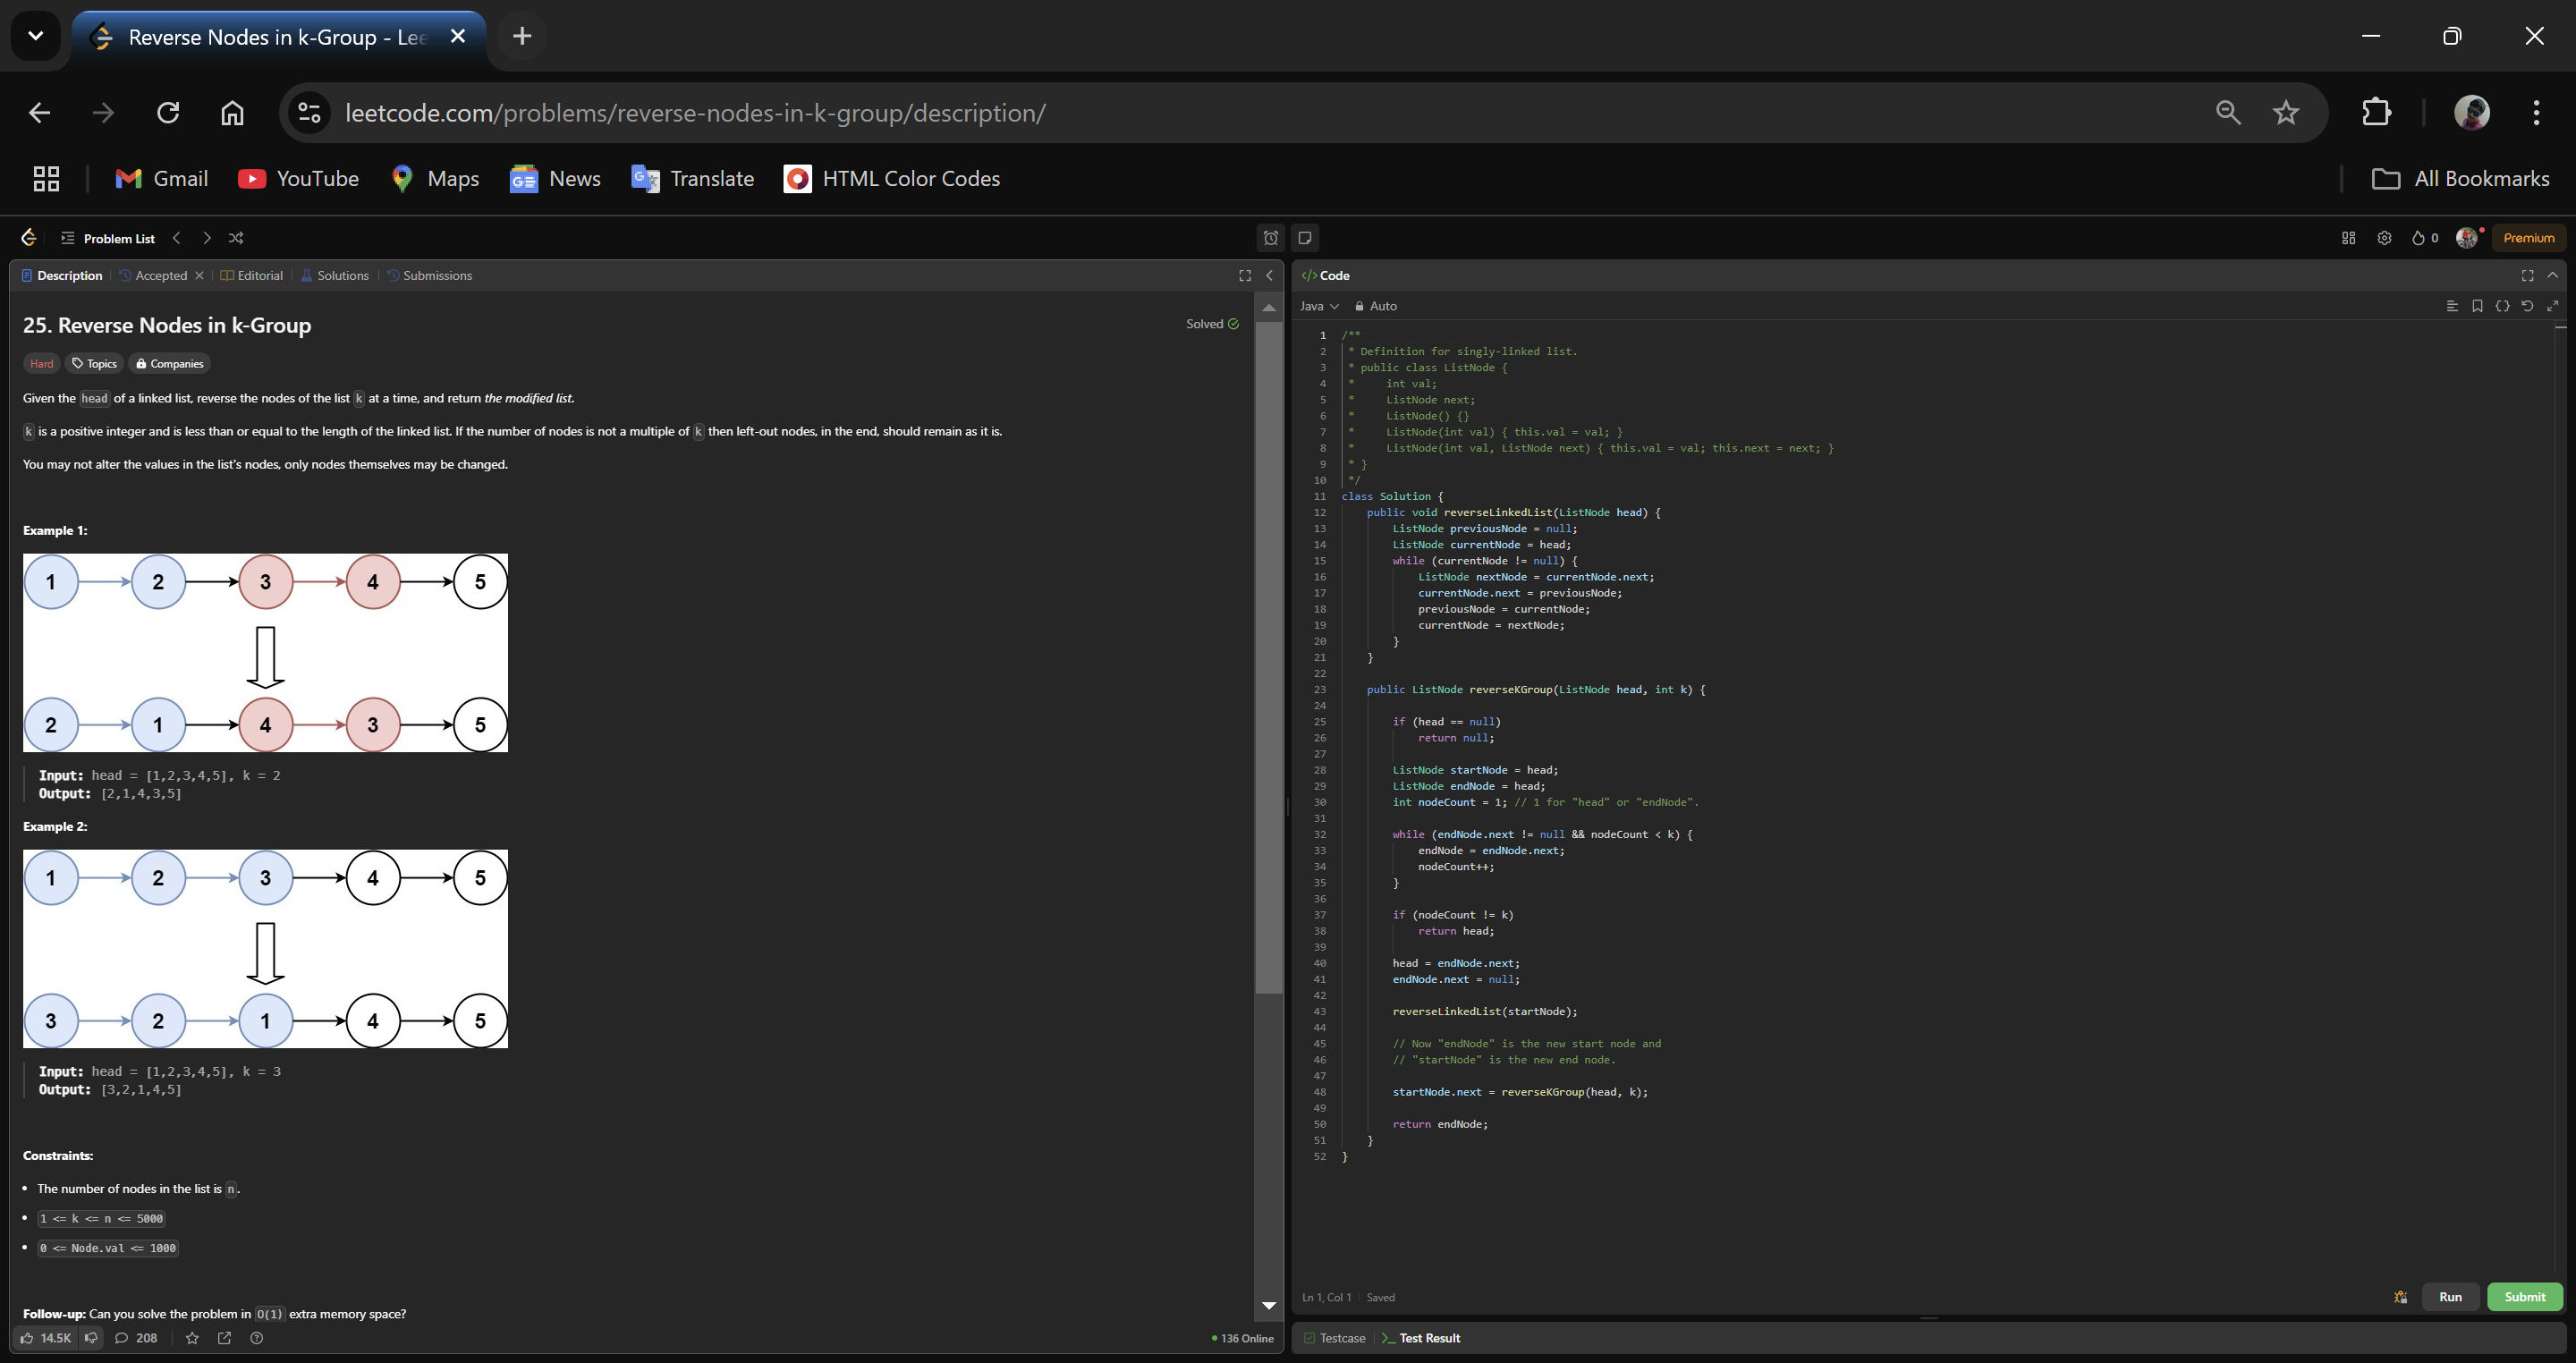 Reverse Nodes in k-Group - Lee
leetcode.com/problems/reverse-nodes-in-k-group/description/
Gmail YouTube Maps News Translate HTML Color Codes All Bookmarks
Problem List 0 Premium
Description Accepted Editorial Solutions Submissions
25. Reverse Nodes in k-Group
Solved
Hard Topics Companies
Given the head of a linked list, reverse the nodes of the list k at a time, and return the modified list.
k is a positive integer and is less than or equal to the length of the linked list. If the number of nodes is not a multiple of k then left-out nodes, in the end, should remain as it is.
You may not alter the values in the list's nodes, only nodes themselves may be changed.
Example 1:
1 2 3 4 5
2 1 4 3 5
Input: head = [1,2,3,4,5], k = 2
Output: [2,1,4,3,5]
Example 2:
1 2 3 4 5
3 2 1 4 5
Input: head = [1,2,3,4,5], k = 3
Output: [3,2,1,4,5]
Constraints:
• The number of nodes in the list is n.
• 1 <= k <= n <= 5000
• 0 <= Node.val <= 1000
Follow-up: Can you solve the problem in O(1) extra memory space?
14.5K 208 136 Online
</> Code
Java Auto
1 /**
2 * Definition for singly-linked list.
3 * public class ListNode {
4 * int val;
5 * ListNode next;
6 * ListNode() {}
7 * ListNode(int val) { this.val = val; }
8 * ListNode(int val, ListNode next) { this.val = val; this.next = next; }
9 * }
10 */
11 class Solution {
12 public void reverseLinkedList(ListNode head) {
13 ListNode previousNode = null;
14 ListNode currentNode = head;
15 while (currentNode != null) {
16 ListNode nextNode = currentNode.next;
17 currentNode.next = previousNode;
18 previousNode = currentNode;
19 currentNode = nextNode;
20 }
21 }
22
23 public ListNode reverseKGroup(ListNode head, int k) {
24
25 if (head == null)
26 return null;
27
28 ListNode startNode = head;
29 ListNode endNode = head;
30 int nodeCount = 1; // 1 for "head" or "endNode".
31
32 while (endNode.next != null && nodeCount < k) {
33 endNode = endNode.next;
34 nodeCount++;
35 }
36
37 if (nodeCount != k)
38 return head;
39
40 head = endNode.next;
41 endNode.next = null;
42
43 reverseLinkedList(startNode);
44
45 // Now "endNode" is the new start node and
46 // "startNode" is the new end node.
47
48 startNode.next = reverseKGroup(head, k);
49
50 return endNode;
51 }
52 }
Ln 1, Col 1 Saved
Run Submit
Testcase Test Result